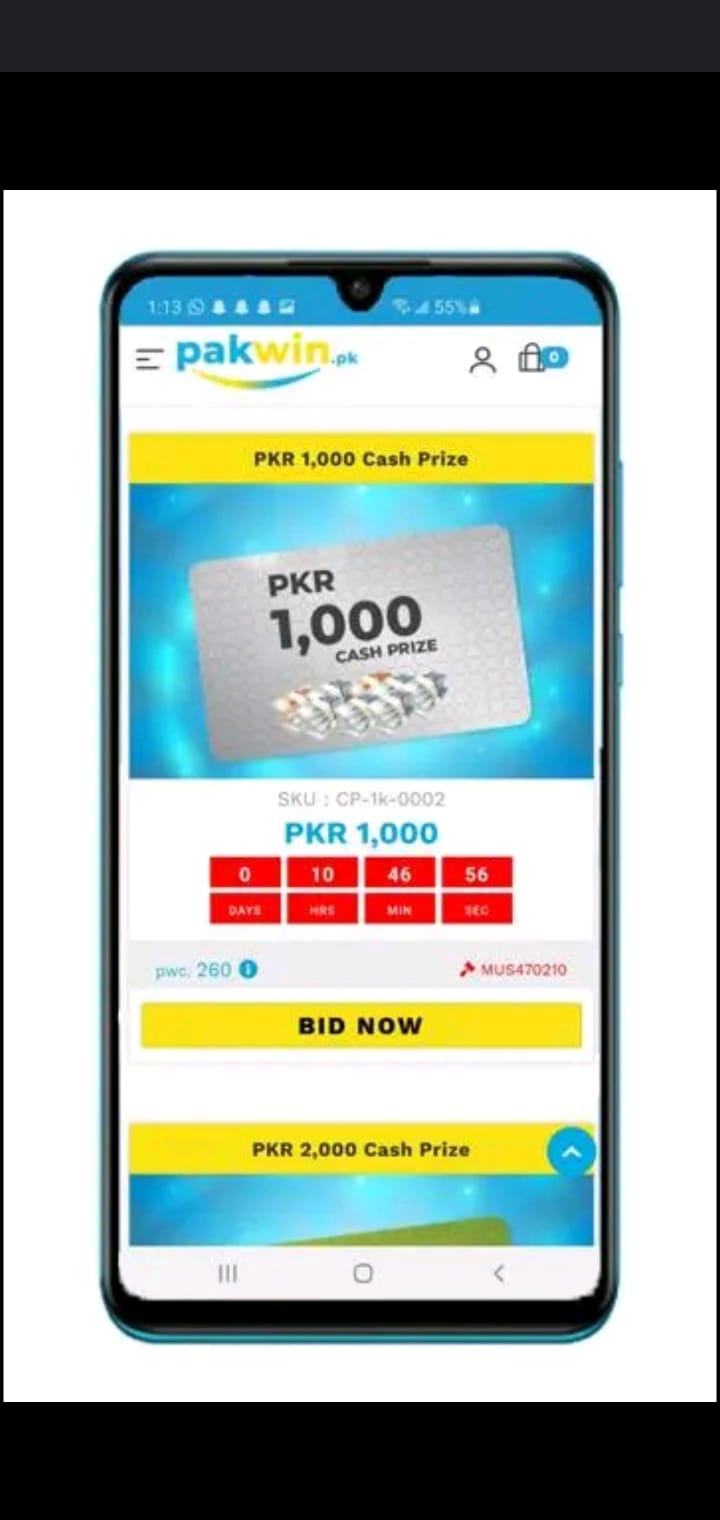 1:13 55%
pakwin.pk
0
PKR 1,000 Cash Prize
PKR
1,000
CASH PRIZE
SKU : CP-1k-0002
PKR 1,000
0 10 46 56
DAYS HRS MIN SEC
pwc. 260 i MUS470210
BID NOW
PKR 2,000 Cash Prize